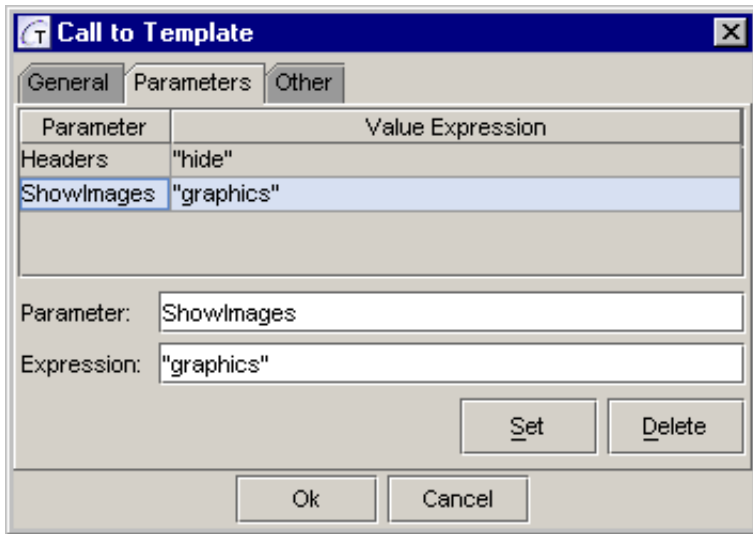 Call to Template
General Parameters Other
Parameter Value Expression
Headers "hide"
ShowImages "graphics"
Parameter: ShowImages
Expression: "graphics"
Set Delete
Ok Cancel